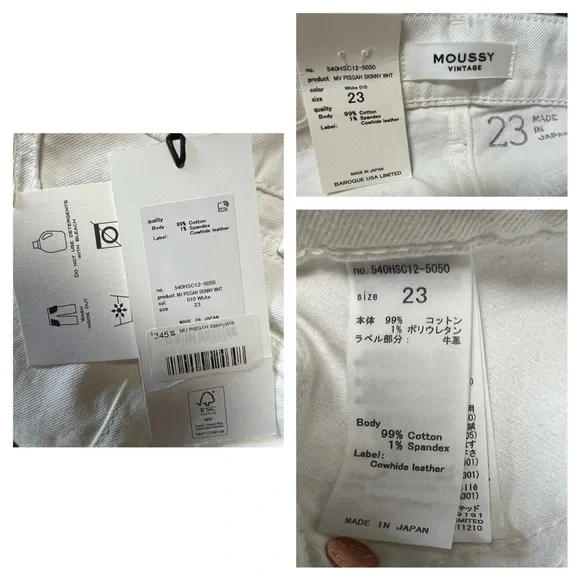 DO NOT USE DETERGENTS
WITH BLEACH
WASH
INSIDE OUT
quality
Body 99% Cotton
1% Spandex
Label: Cowhide leather
no. 540HSC12-5050
product MV PISGAH SKINNY WHT
col. 010 White
size 23
MADE IN JAPAN
$345
MV PISGAH SkinnyWht
FSC
no. 540HSC12-5050
product MV PISGAH SKINNY WHT
color White 010
size 23
quality
Body 99% Cotton
1% Spandex
Label: Cowhide leather
MADE IN JAPAN
BAROQUE USA LIMITED
MOUSSY
VINTAGE
23 MADE
IN
JAPAN
no. 540HSC12-5050
size 23
本体 99% コットン
1% ポリウレタン
ラベル部分: 牛革
Body
99% Cotton
1% Spandex
Label:
Cowhide leather
MADE IN JAPAN